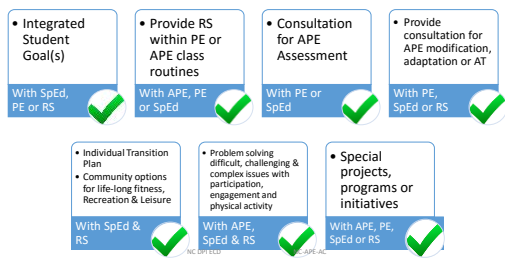 • Integrated
Student
Goal(s)
With SpEd,
PE or RS
• Provide RS
within PE or
APE class
routines
With APE, PE
or SpEd
• Consultation
for APE
Assessment
With PE or
SpEd
• Provide
consultation for
APE modification,
adaptation or AT
With PE,
SpEd or RS
• Individual Transition
Plan
• Community options
for life-long fitness,
Recreation & Leisure
With SpEd &
RS
• Problem solving
difficult, challenging &
complex issues with
participation,
engagement and
physical activity
With APE,
SpEd & RS
• Special
projects,
programs or
initiatives
With APE, PE,
SpEd or RS
NC DPI ECD
-APE-AC